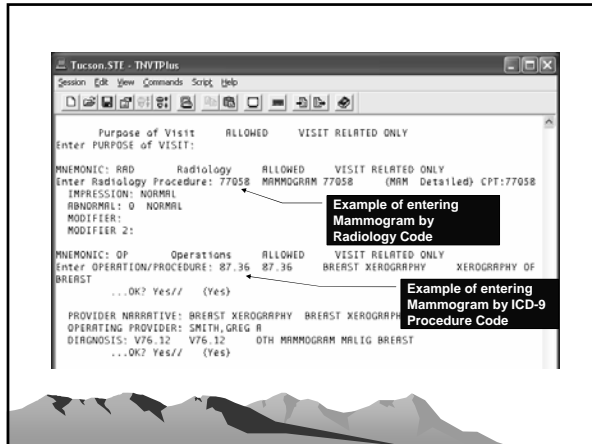 Tucson.STE - TNVTPlus
Session Edit View Commands Script Help
Purpose of Visit ALLOWED VISIT RELATED ONLY
Enter PURPOSE of VISIT:
MNEMONIC: RAD Radiology ALLOWED VISIT RELATED ONLY
Enter Radiology Procedure: 77058 MAMMOGRAM 77058 (MAM Detailed) CPT:77058
IMPRESSION: NORMAL
ABNORMAL: 0 NORMAL
MODIFIER:
MODIFIER 2:
Example of entering
Mammogram by
Radiology Code
MNEMONIC: OP Operations ALLOWED VISIT RELATED ONLY
Enter OPERATION/PROCEDURE: 87.36 87.36 BREAST XEROGRAPHY XEROGRAPHY OF
BREAST
...OK? Yes// (Yes)
Example of entering
Mammogram by ICD-9
Procedure Code
PROVIDER NARRATIVE: BREAST XEROGRAPHY BREAST XEROGRAPHY
OPERATING PROVIDER: SMITH,GREG A
DIAGNOSIS: V76.12 V76.12 OTH MAMMOGRAM MALIG BREAST
...OK? Yes// (Yes)